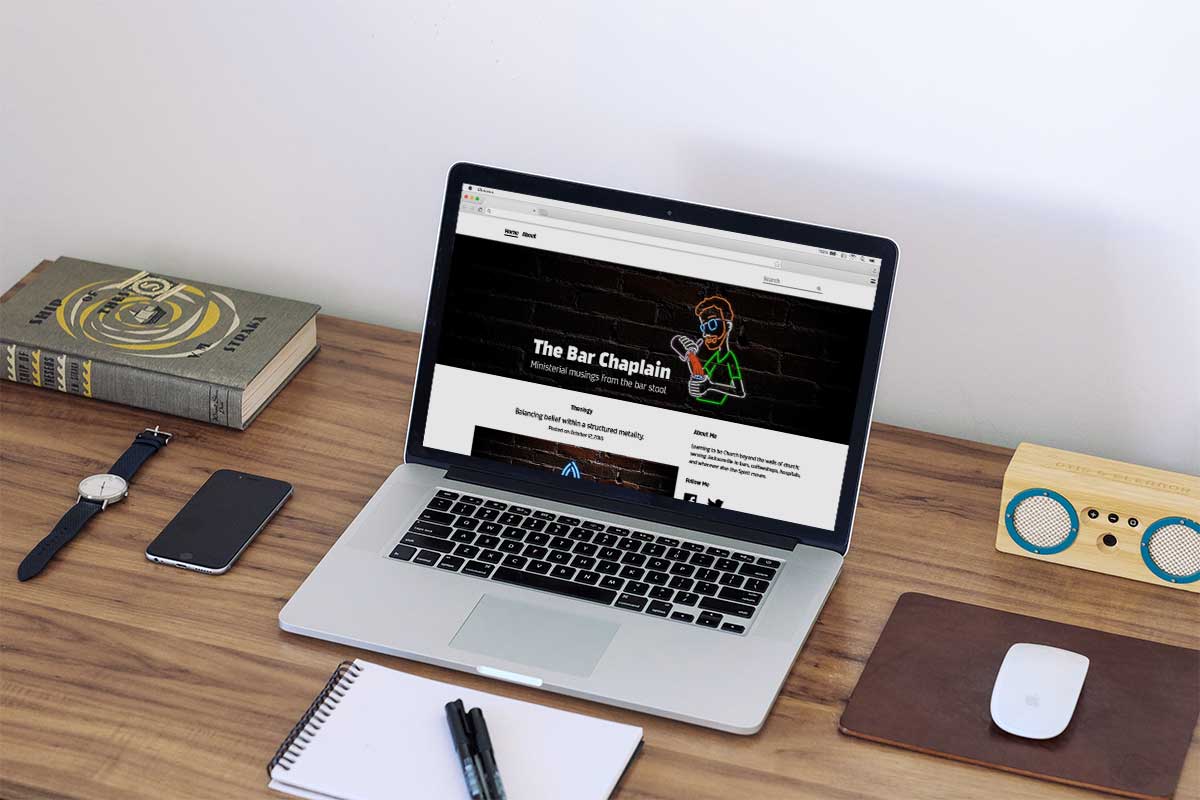 Home About
Search
The Bar Chaplain
Ministerial musings from the bar stool
Theology
Balancing belief within a structured metality.
Posted on October 12, 2015
About Me
Learning to be Church beyond the walls of church;
serving Jacksonville in bars, coffeeshops, hospitals,
and wherever else the Spirit moves.
Follow Me
SHIP
OF
THESEUS
V.M.
STRAKA
SHIP OF
THESEUS